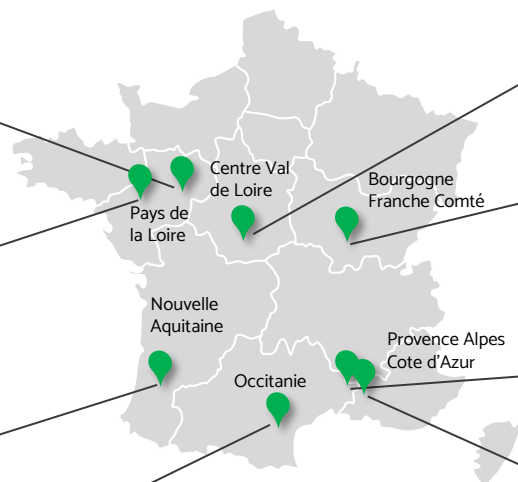 Centre Val
de Loire
Bourgogne
Franche Comté
Pays de
la Loire
Nouvelle
Aquitaine
Provence Alpes
Cote d'Azur
Occitanie